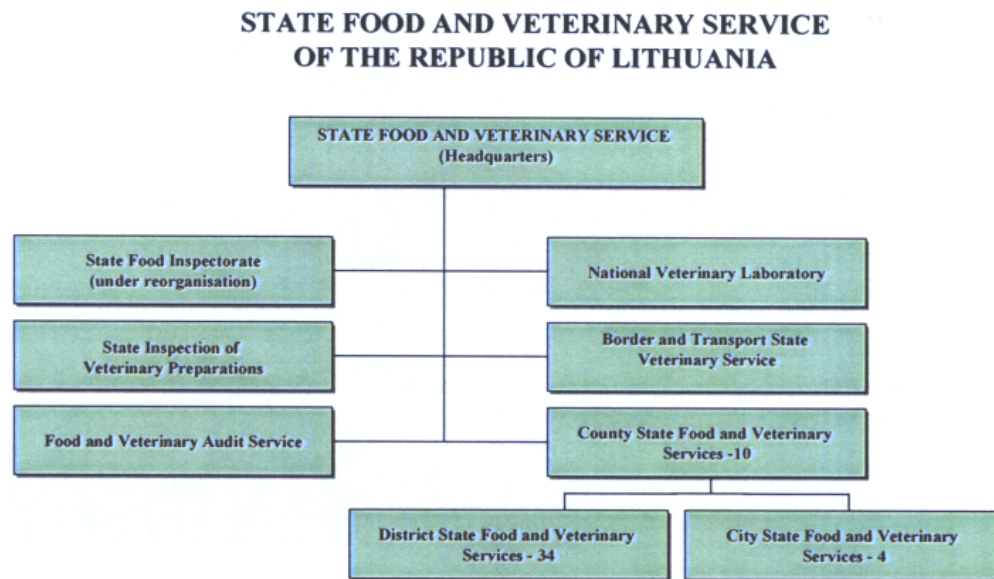 STATE FOOD AND VETERINARY SERVICE
OF THE REPUBLIC OF LITHUANIA
STATE FOOD AND VETERINARY SERVICE
(Headquarters)
State Food Inspectorate
(under reorganisation)
National Veterinary Laboratory
State Inspection of
Veterinary Preparations
Border and Transport State
Veterinary Service
Food and Veterinary Audit Service
County State Food and Veterinary
Services -10
District State Food and Veterinary
Services - 34
City State Food and Veterinary
Services - 4